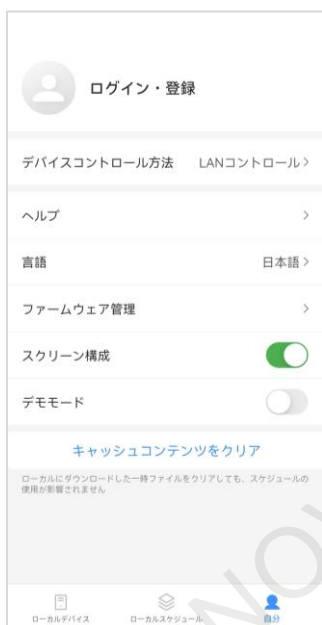 ログイン・登録
デバイスコントロール方法 LANコントロール>
ヘルプ >
言語 日本語>
ファームウェア管理 >
スクリーン構成
デモモード
キャッシュコンテンツをクリア
ローカルにダウンロードした一時ファイルをクリアしても、スケジュールの
使用が影響されません
ローカルデバイス ローカルスケジュール 自分
NOV